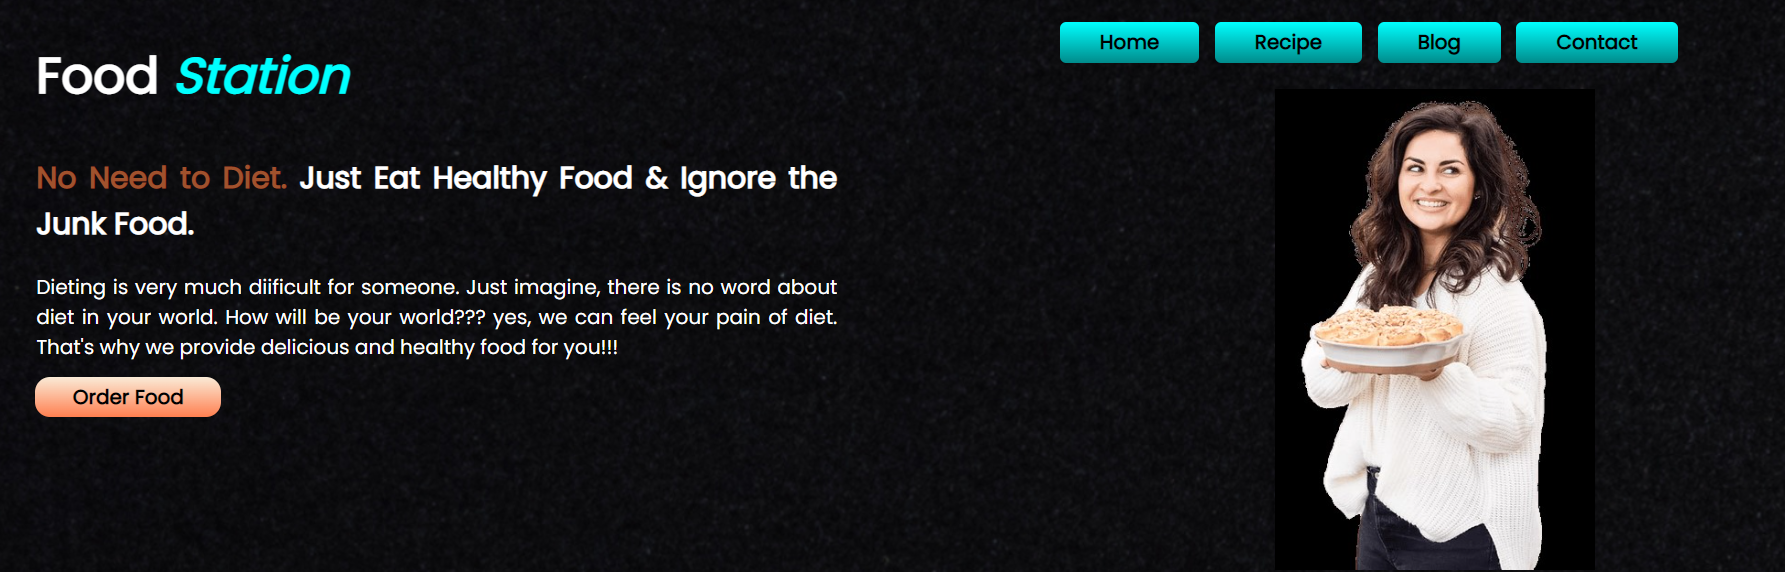 Home Recipe Blog Contact
Food Station
No Need to Diet. Just Eat Healthy Food & Ignore the
Junk Food.
Dieting is very much diificult for someone. Just imagine, there is no word about
diet in your world. How will be your world??? yes, we can feel your pain of diet.
That's why we provide delicious and healthy food for you!!!
Order Food